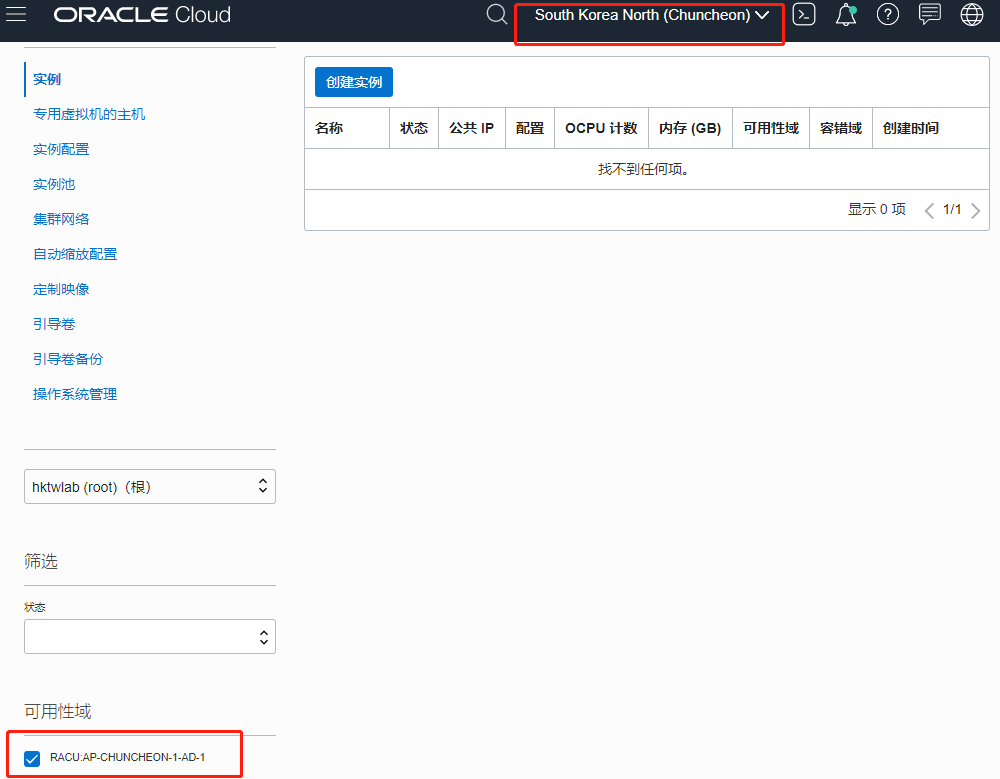 ORACLE Cloud
South Korea North (Chuncheon)
实例
专用虚拟机的主机
实例配置
实例池
集群网络
自动缩放配置
定制映像
引导卷
引导卷备份
操作系统管理
hktwlab (root)（根）
筛选
状态
可用性域
RACU:AP-CHUNCHEON-1-AD-1
创建实例
名称 状态 公共 IP 配置 OCPU 计数 内存 (GB) 可用性域 容错域 创建时间
找不到任何项。
显示 0 项 1/1